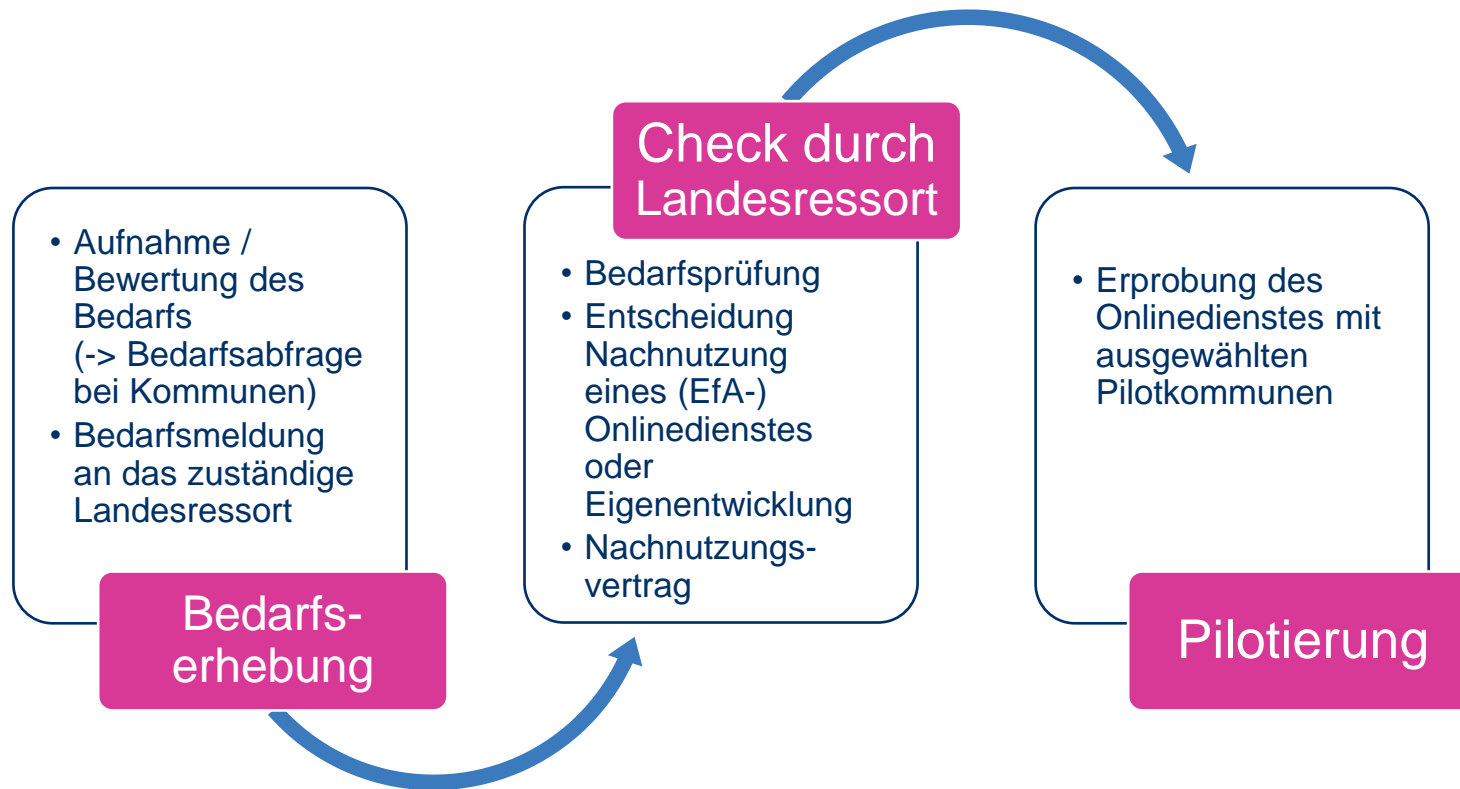 • Aufnahme /
Bewertung des
Bedarfs
(-> Bedarfsabfrage
bei Kommunen)
• Bedarfsmeldung
an das zuständige
Landesressort
Bedarfs-
erhebung
Check durch
Landesressort
• Bedarfsprüfung
• Entscheidung
Nachnutzung
eines (EfA-)
Onlinedienstes
oder
Eigenentwicklung
• Nachnutzungs-
vertrag
• Erprobung des
Onlinedienstes mit
ausgewählten
Pilotkommunen
Pilotierung